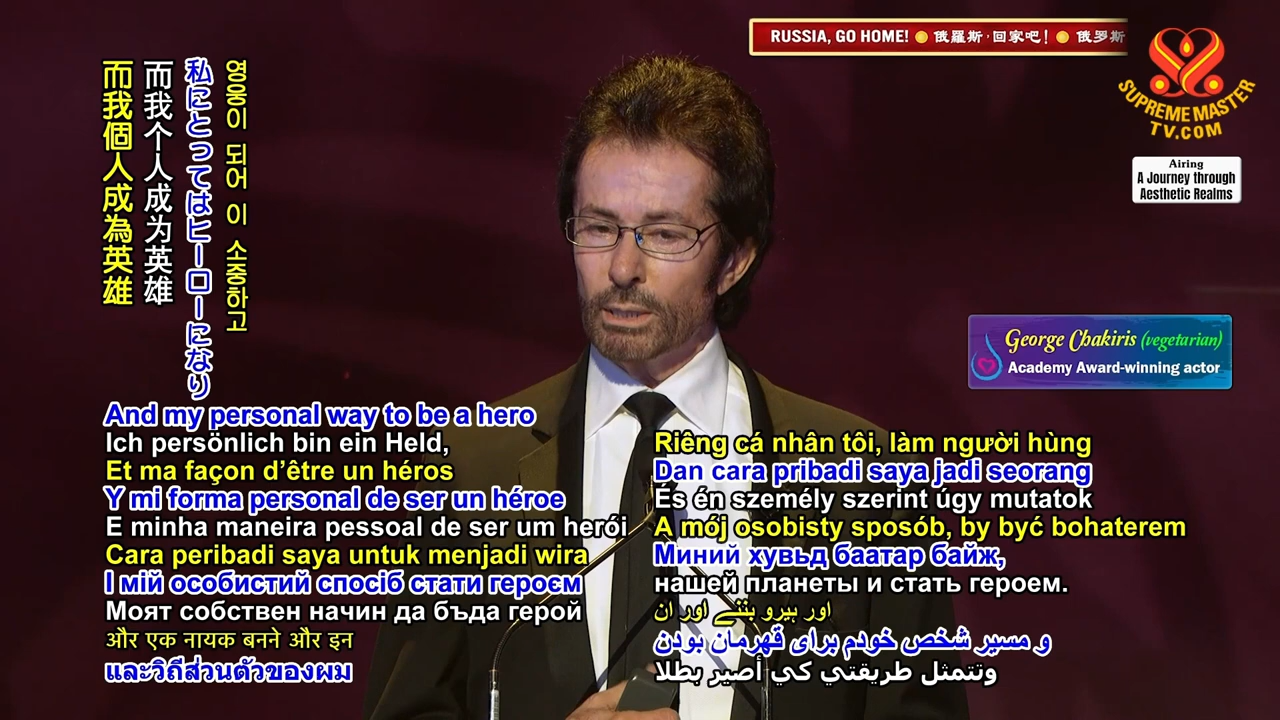 RUSSIA, GO HOME! ● 俄羅斯·回家吧! ● 俄罗斯
SUPREME MASTER
TV.COM
Airing
A Journey through
Aesthetic Realms
而我個人成為英雄
而我个人成为英雄
私にとってはヒーローになり
영웅이 되어 이 소중하고
George Chakiris (vegetarian)
Academy Award-winning actor
And my personal way to be a hero
Ich persönlich bin ein Held,
Et ma façon d’être un héros
Y mi forma personal de ser un héroe
E minha maneira pessoal de ser um herói
Cara peribadi saya untuk menjadi wira
І мій особистий спосіб стати героєм
Моят собствен начин да бъда герой
और एक नायक बनने और इन
และวิถีส่วนตัวของผม
Riêng cá nhân tôi, làm người hùng
Dan cara pribadi saya jadi seorang
És én személy szerint úgy mutatok
A mój osobisty sposób, by być bohaterem
Миний хувьд баатар байж,
нашей планеты и стать героем.
اور ہیرو بننے اور ان
و مسیر شخص خودم برای قهرمان بودن
وتتمثل طريقتي كي أصير بطلا